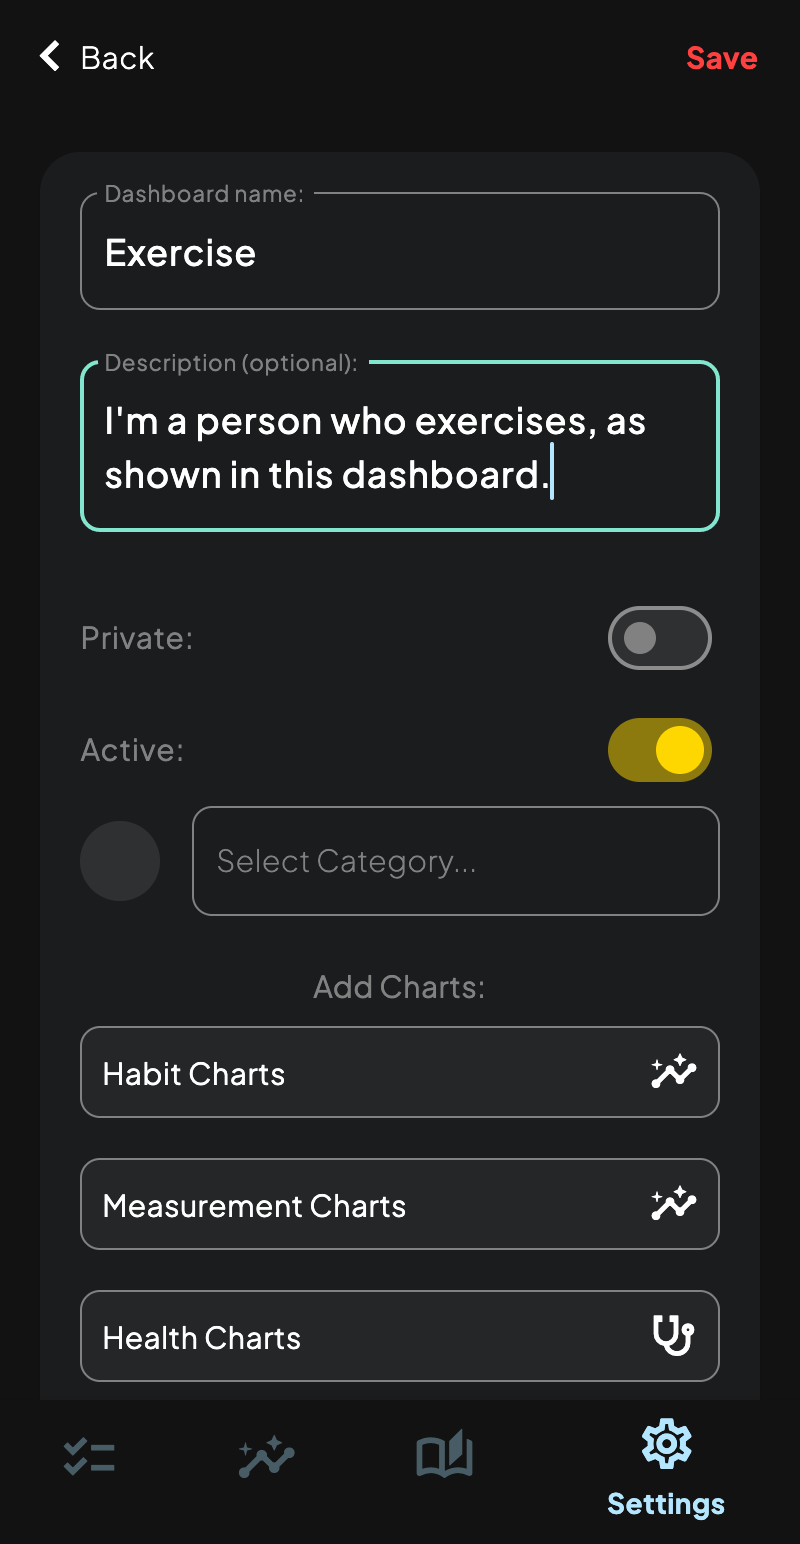 Back
Save
Dashboard name:
Exercise
Description (optional):
I'm a person who exercises, as
shown in this dashboard.
Private:
Active:
Select Category...
Add Charts:
Habit Charts
Measurement Charts
Health Charts
Settings